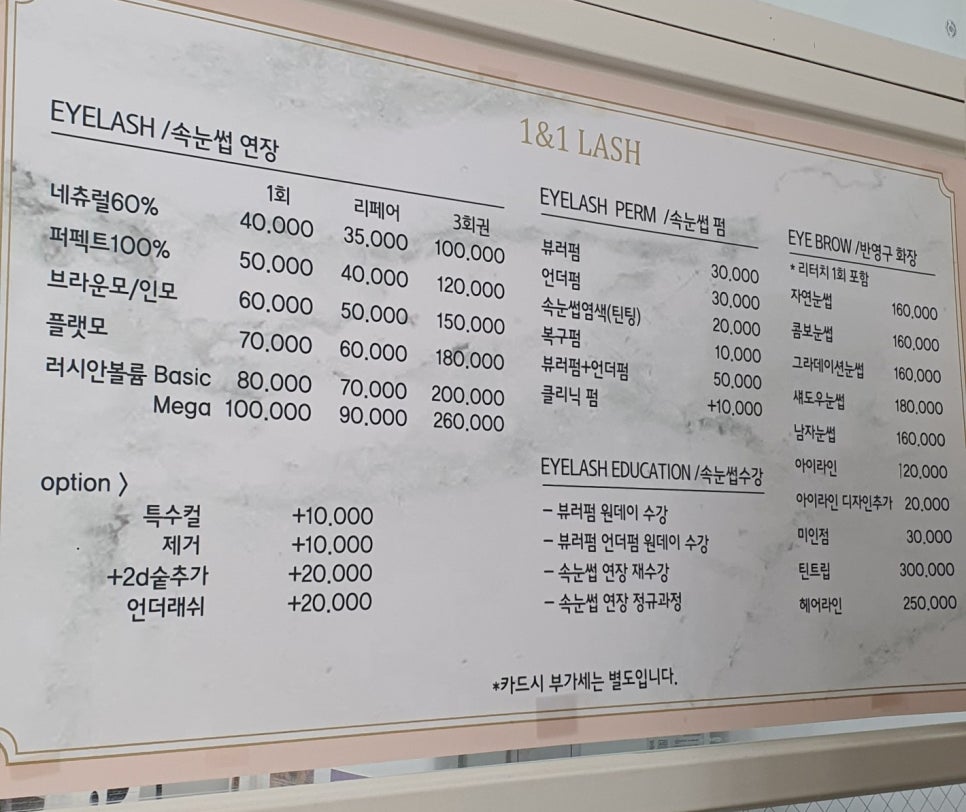 1&1 LASH
EYELASH /속눈썹 연장
1회 리페어 3회권
네츄럴60% 40.000 35.000 100.000
퍼펙트100% 50.000 40.000 120.000
브라운모/인모 60.000 50.000 150.000
플랫모 70.000 60.000 180.000
러시안볼륨 Basic 80.000 70.000 200.000
Mega 100.000 90.000 260.000
option 〉
특수컬 +10.000
제거 +10.000
+2d숱추가 +20.000
언더래쉬 +20.000
EYELASH PERM /속눈썹 펌
뷰러펌 30.000
언더펌 30.000
속눈썹염색(틴팅) 20.000
복구펌 10.000
뷰러펌+언더펌 50.000
클리닉 펌 +10.000
EYELASH EDUCATION /속눈썹수강
- 뷰러펌 원데이 수강
- 뷰러펌 언더펌 원데이 수강
- 속눈썹 연장 재수강
- 속눈썹 연장 정규과정
EYE BROW /반영구 화장
* 리터치 1회 포함
자연눈썹 160.000
콤보눈썹 160.000
그라데이션눈썹 160.000
섀도우눈썹 180.000
남자눈썹 160.000
아이라인 120.000
아이라인 디자인추가 20.000
미인점 30.000
틴트립 300.000
헤어라인 250.000
*카드시 부가세는 별도입니다.